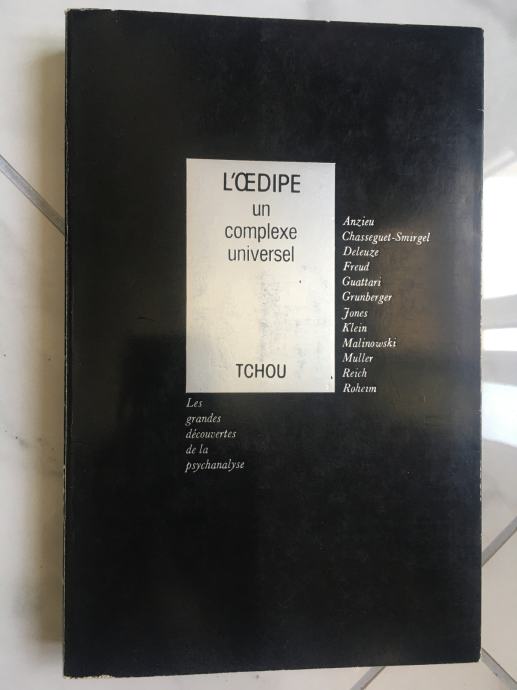 L'ŒDIPE
un
complexe
universel
TCHOU
Anzieu
Chasseguet-Smirgel
Deleuze
Freud
Guattari
Grunberger
Jones
Klein
Malinowski
Muller
Reich
Roheim
Les
grandes
découvertes
de la
psychanalyse